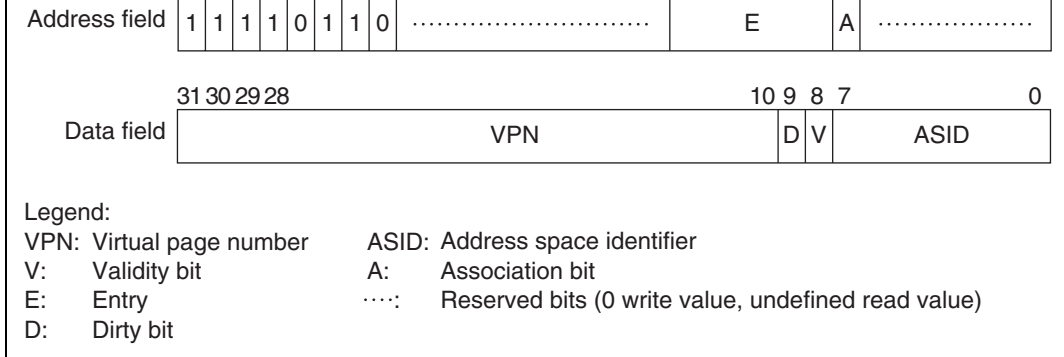 Address field 1 1 1 1 0 1 1 0 ............................ E A ...................
31 30 29 28 10 9 8 7 0
Data field VPN D V ASID
Legend:
VPN: Virtual page number ASID: Address space identifier
V: Validity bit A: Association bit
E: Entry ····: Reserved bits (0 write value, undefined read value)
D: Dirty bit